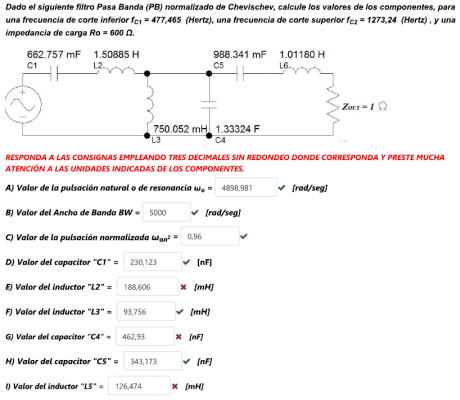 Dado el siguiente filtro Pasa Banda (PB) normalizado de Chevischev, calcule los valores de los componentes, para
una frecuencia de corte inferior fC1 = 477,465 (Hertz), una frecuencia de corte superior fC2 = 1273,24 (Hertz) , y una
impedancia de carga Ro = 600 Ω.
662.757 mF 1.50885 H 988.341 mF 1.01180 H
C1 L2 C5 L6
ZOUT = 1 Ω
750.052 mH 1.33324 F
L3 C4
RESPONDA A LAS CONSIGNAS EMPLEANDO TRES DECIMALES SIN REDONDEO DONDE CORRESPONDA Y PRESTE MUCHA
ATENCIÓN A LAS UNIDADES INDICADAS DE LOS COMPONENTES.
A) Valor de la pulsación natural o de resonancia ωo = 4898,981 [rad/seg]
B) Valor del Ancho de Banda BW = 5000 [rad/seg]
C) Valor de la pulsación normalizada ωon² = 0,96
D) Valor del capacitor "C1" = 230,123 [nF]
E) Valor del inductor "L2" = 188,606 [mH]
F) Valor del inductor "L3" = 93,756 [mH]
G) Valor del capacitor "C4" = 462,93 [nF]
H) Valor del capacitor "C5" = 343,173 [nF]
I) Valor del inductor "L5" = 126,474 [mH]